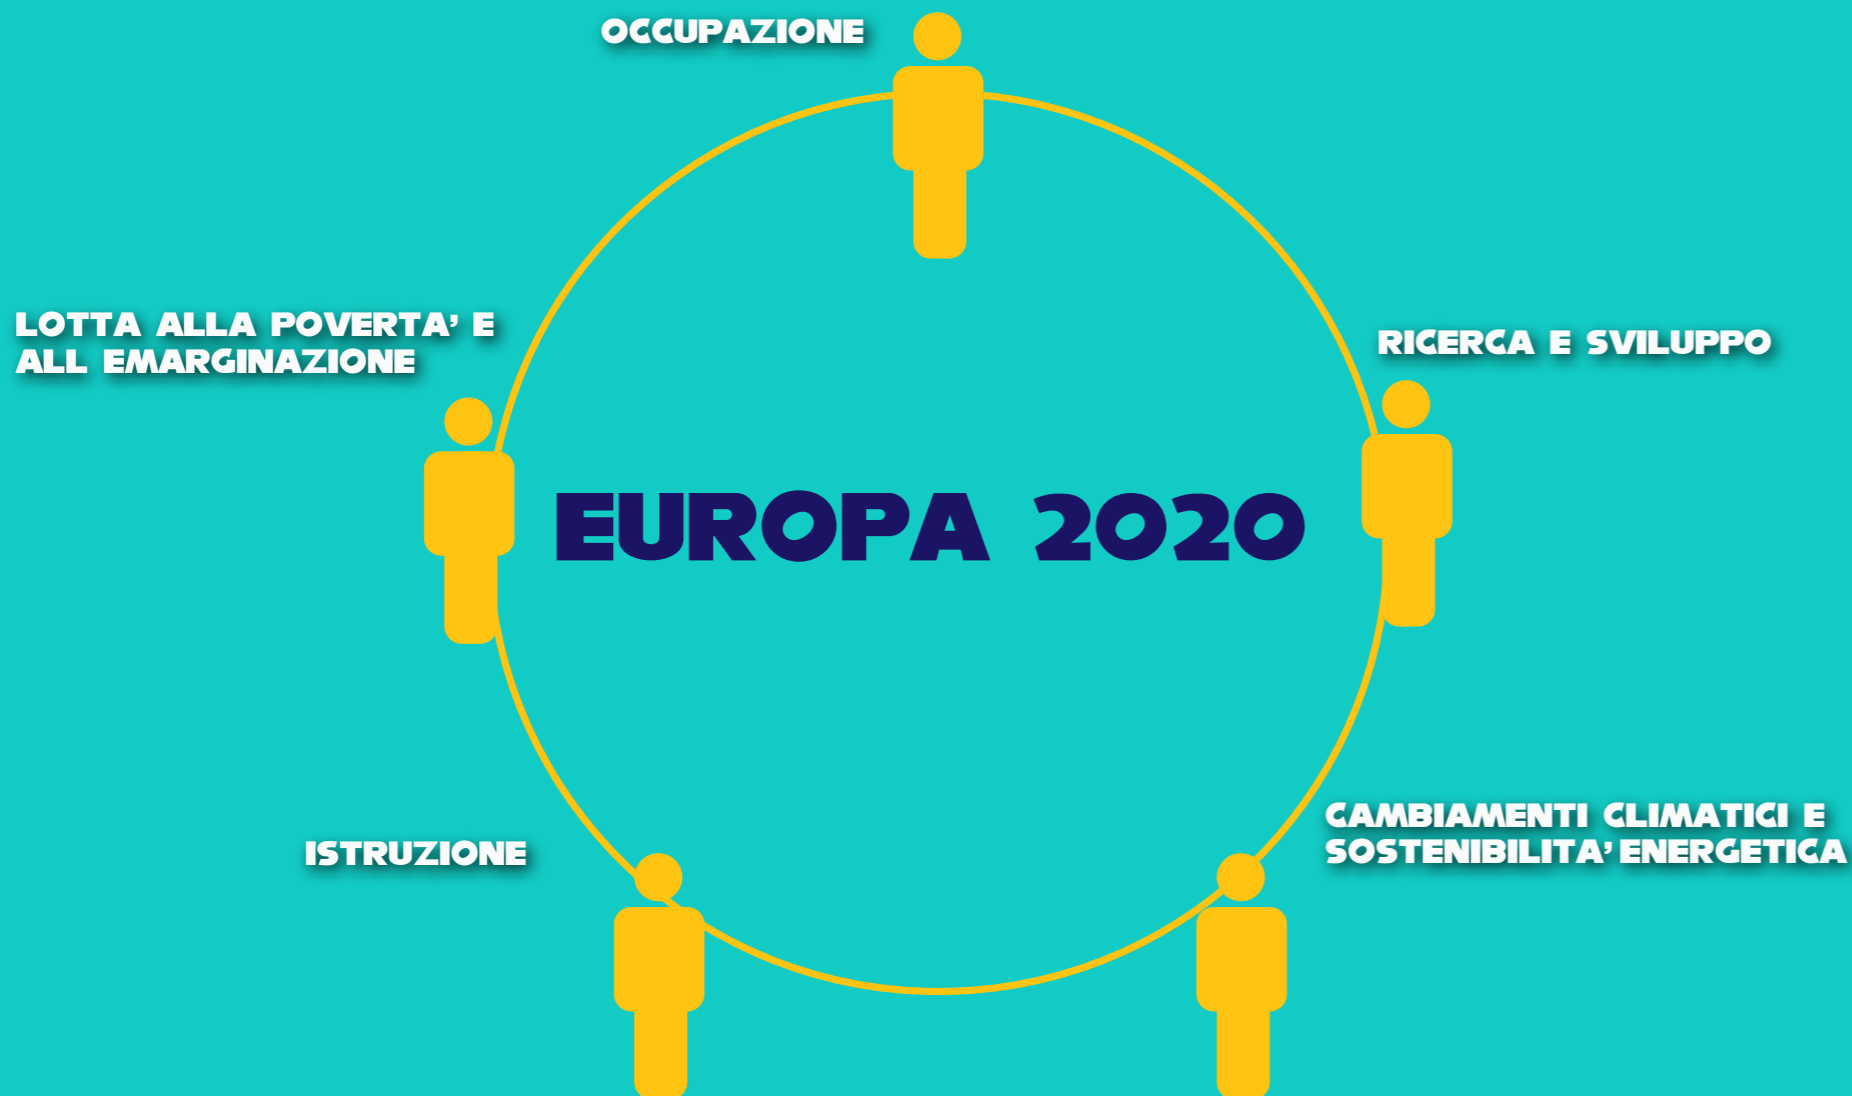 OCCUPAZIONE
LOTTA ALLA POVERTA' E
ALL EMARGINAZIONE
RICERCA E SVILUPPO
EUROPA 2020
CAMBIAMENTI CLIMATICI E
SOSTENIBILITA' ENERGETICA
ISTRUZIONE